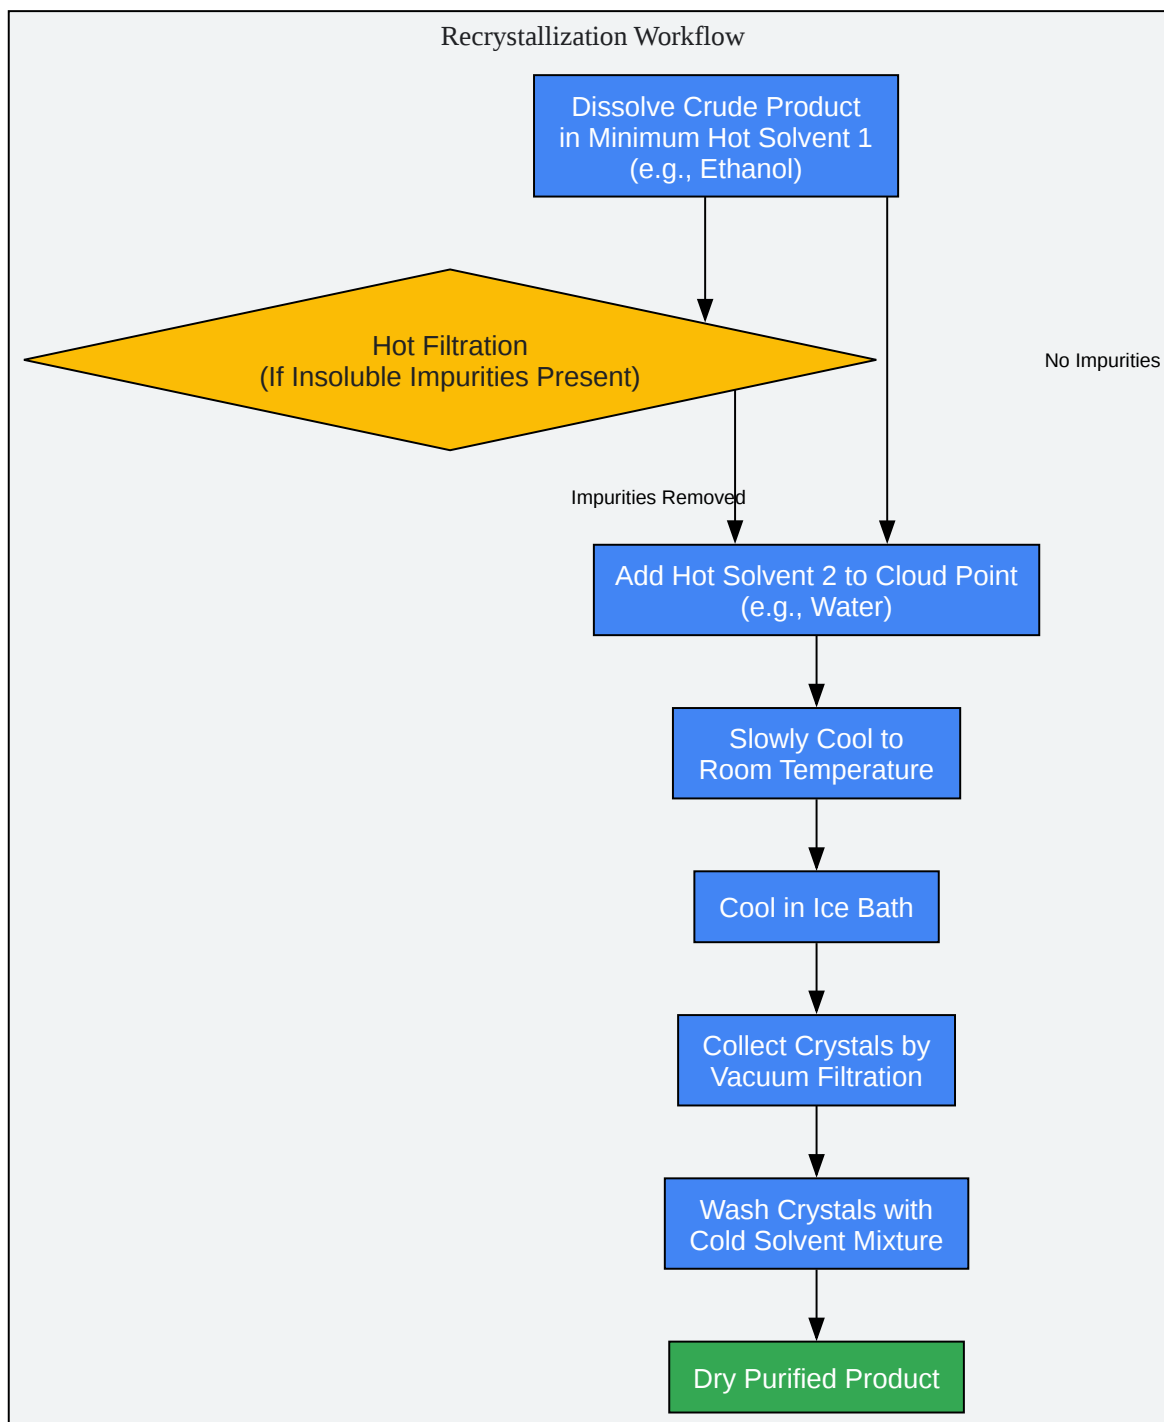 Recrystallization Workflow
Dissolve Crude Product
in Minimum Hot Solvent 1
(e.g., Ethanol)
Hot Filtration
(If Insoluble Impurities Present)
No Impurities
Impurities Removed
Add Hot Solvent 2 to Cloud Point
(e.g., Water)
Slowly Cool to
Room Temperature
Cool in Ice Bath
Collect Crystals by
Vacuum Filtration
Wash Crystals with
Cold Solvent Mixture
Dry Purified Product